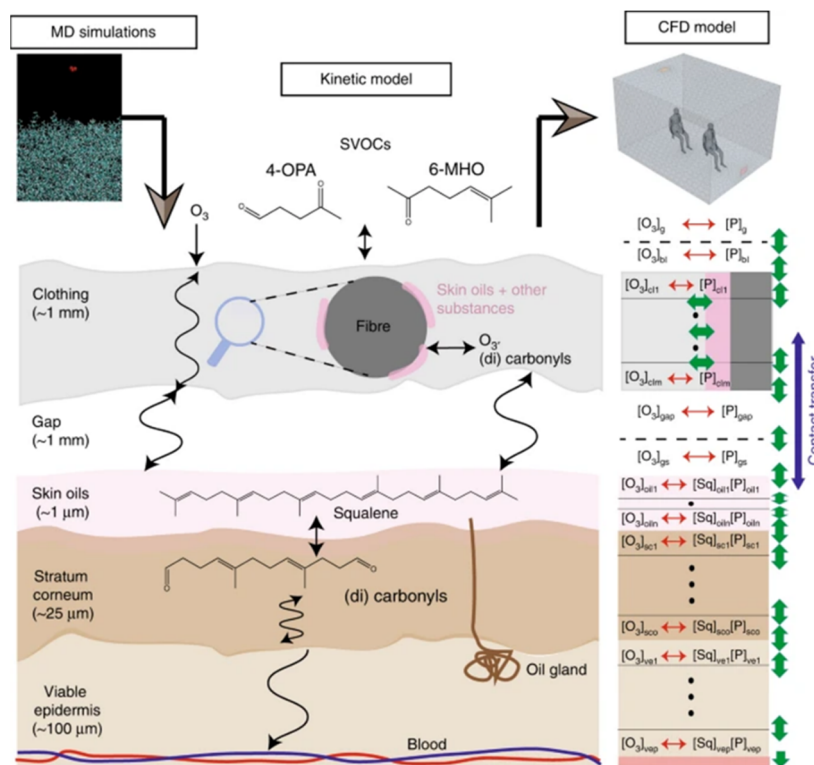 MD simulations
Kinetic model
CFD model
SVOCs
4-OPA
6-MHO
O
O
O
O3
Clothing
(~1 mm)
Fibre
Skin oils + other
substances
O3,
(di) carbonyls
Gap
(~1 mm)
Skin oils
(~1 μm)
Squalene
O
O
Stratum
corneum
(~25 μm)
(di) carbonyls
Oil gland
Viable
epidermis
(~100 μm)
Blood
[O3]g [P]g
[O3]bl [P]bl
[O3]cl1 [P]cl1
[O3]clm [P]clm
[O3]gap [P]gap
[O3]gs [P]gs
[O3]oil1 [Sq]oil1[P]oil1
[O3]oiln [Sq]oiln[P]oiln
[O3]sc1 [Sq]sc1[P]sc1
[O3]sco [Sq]sco[P]sco
[O3]ve1 [Sq]ve1[P]ve1
[O3]vep [Sq]vep[P]vep
Contact transfer